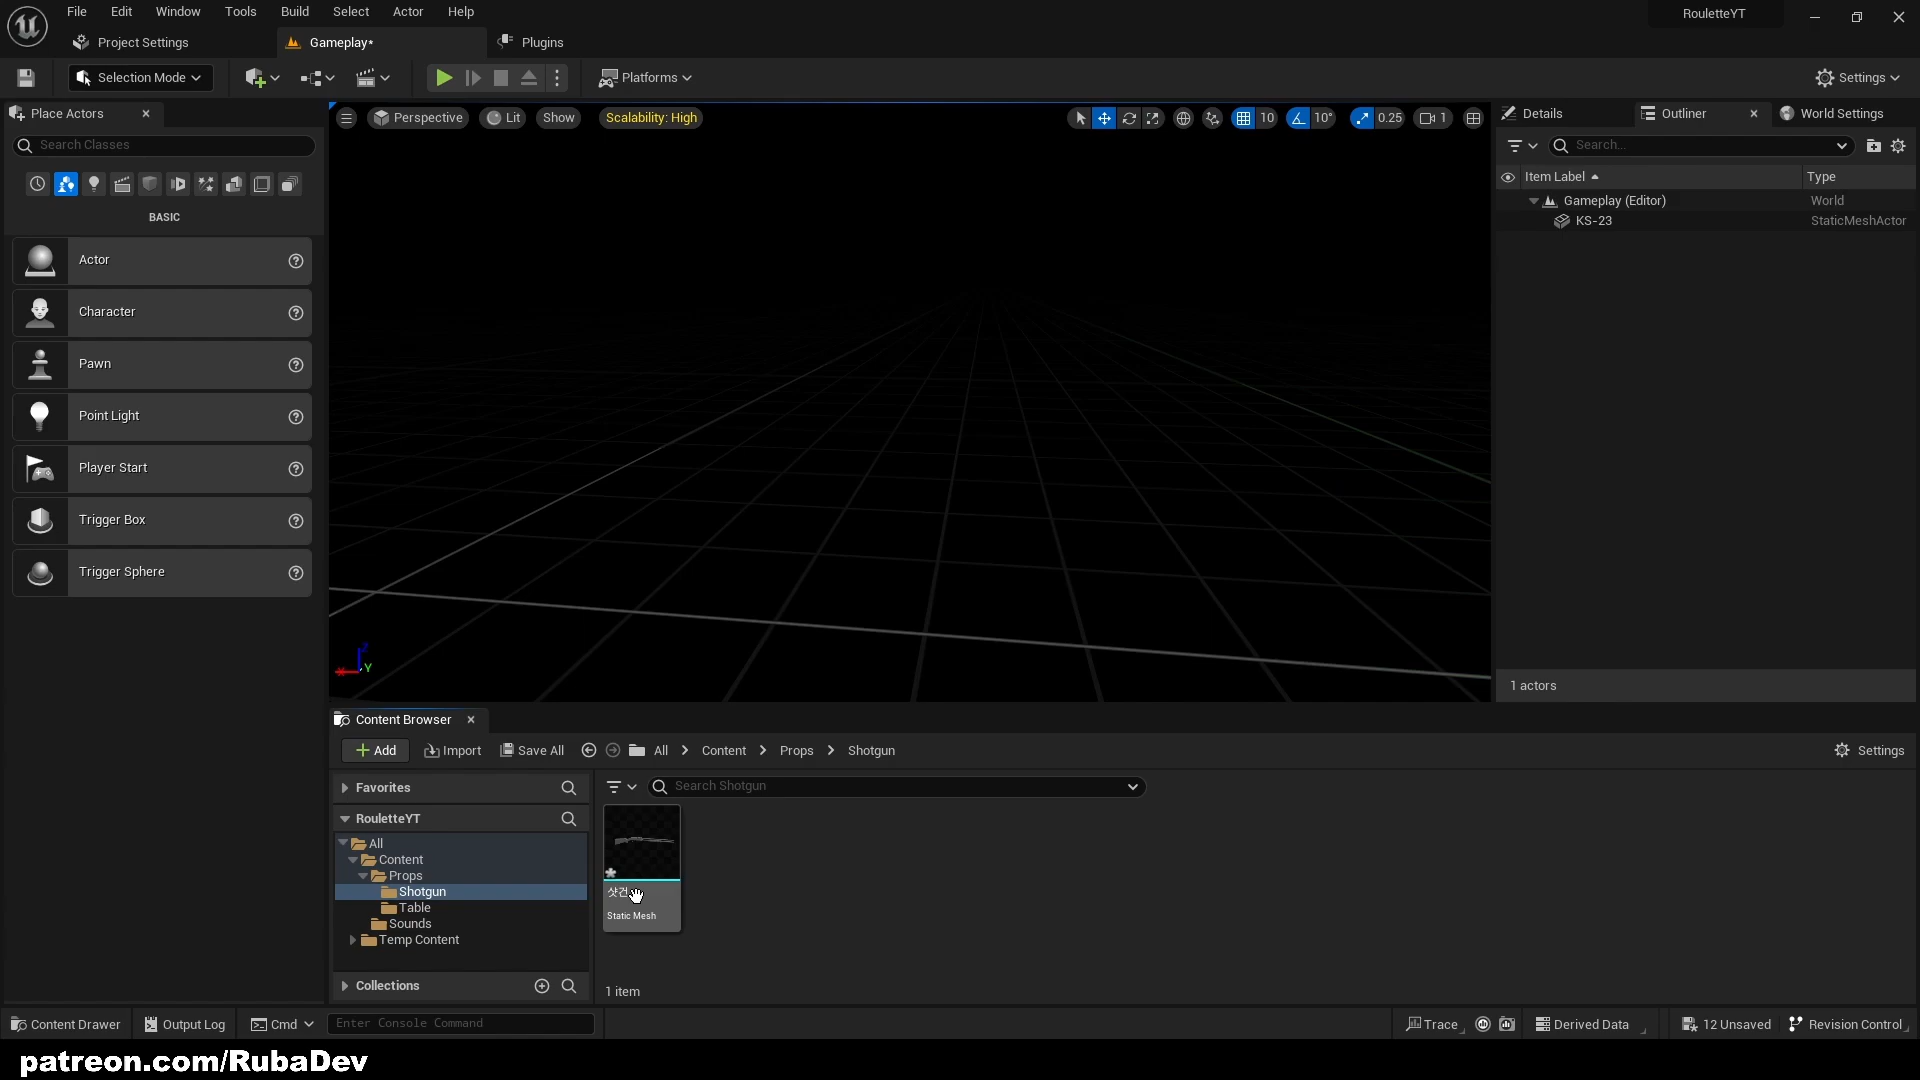 File Edit Window Tools Build Select Actor Help
RouletteYT
Project Settings
Gameplay*
Plugins
Selection Mode
Platforms
Settings
Place Actors
Search Classes
BASIC
Actor
Character
Pawn
Point Light
Player Start
Trigger Box
Trigger Sphere
Perspective
Lit
Show
Scalability: High
10
10°
0.25
1
X
Y
Z
Details
Outliner
World Settings
Search...
Item Label
Type
Gameplay (Editor)
World
KS-23
StaticMeshActor
1 actors
Content Browser
Add
Import
Save All
All
Content
Props
Shotgun
Settings
Favorites
RouletteYT
All
Content
Props
Shotgun
Table
Sounds
Temp Content
Collections
Search Shotgun
샷건
Static Mesh
1 item
Content Drawer
Output Log
Cmd
Enter Console Command
Trace
Derived Data
12 Unsaved
Revision Control
patreon.com/RubaDev